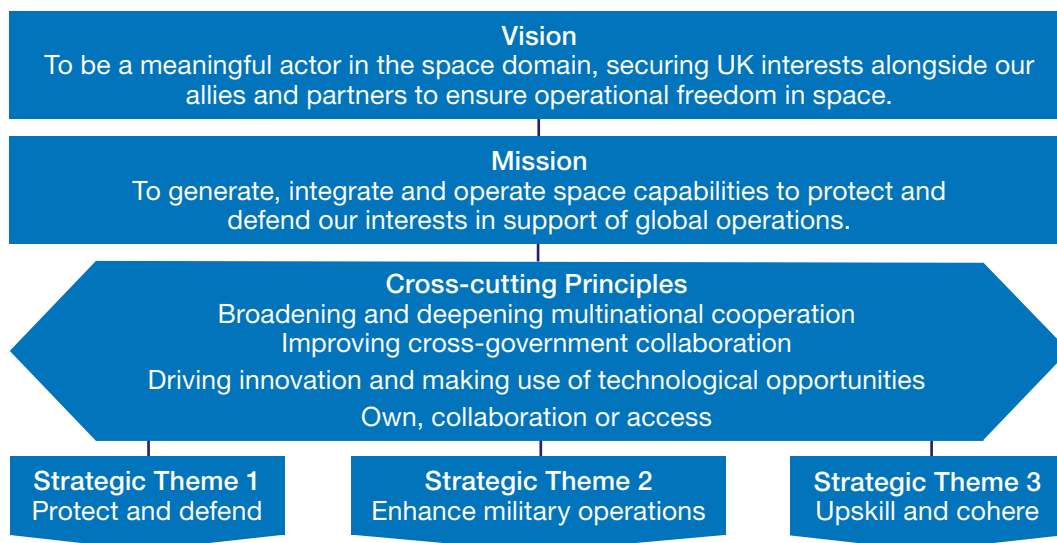 Vision
To be a meaningful actor in the space domain, securing UK interests alongside our
allies and partners to ensure operational freedom in space.
Mission
To generate, integrate and operate space capabilities to protect and
defend our interests in support of global operations.
Cross-cutting Principles
Broadening and deepening multinational cooperation
Improving cross-government collaboration
Driving innovation and making use of technological opportunities
Own, collaboration or access
Strategic Theme 1
Protect and defend
Strategic Theme 2
Enhance military operations
Strategic Theme 3
Upskill and cohere